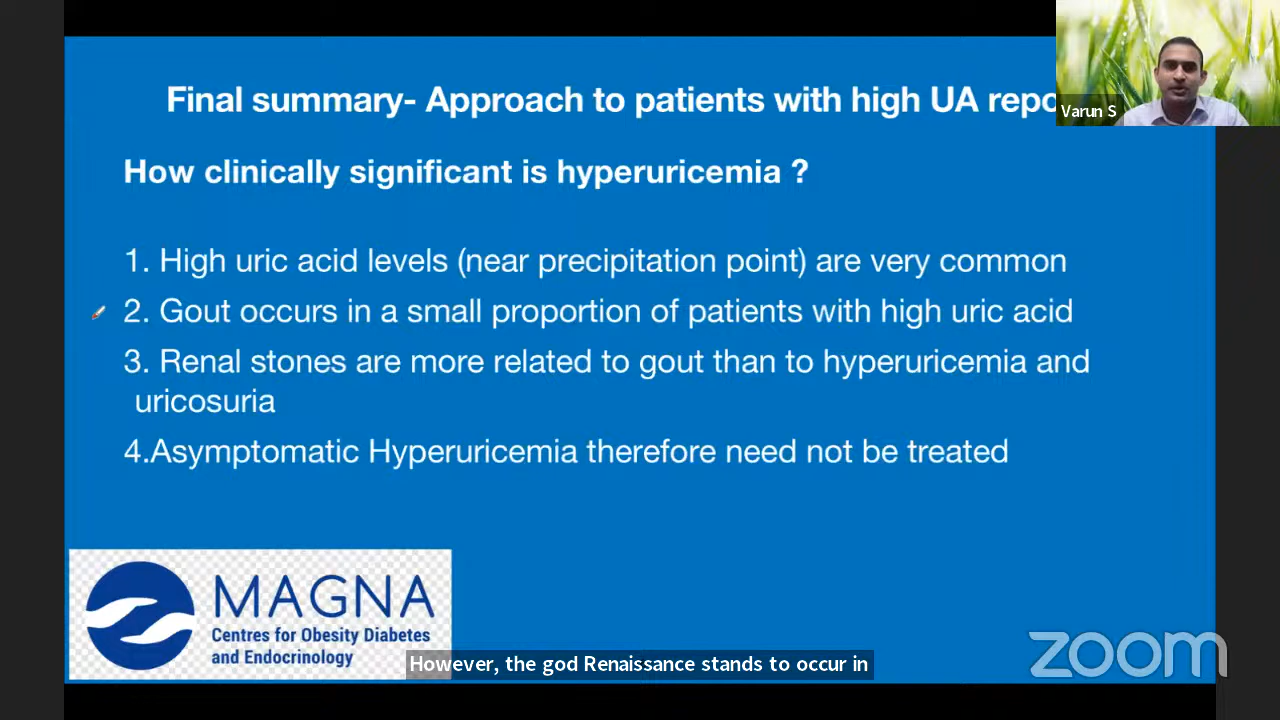 Final summary- Approach to patients with high UA repo
Varun S
How clinically significant is hyperuricemia ?
1. High uric acid levels (near precipitation point) are very common
2. Gout occurs in a small proportion of patients with high uric acid
3. Renal stones are more related to gout than to hyperuricemia and
uricosuria
4.Asymptomatic Hyperuricemia therefore need not be treated
MAGNA
Centres for Obesity Diabetes
and Endocrinology
However, the god Renaissance stands to occur in
zoom